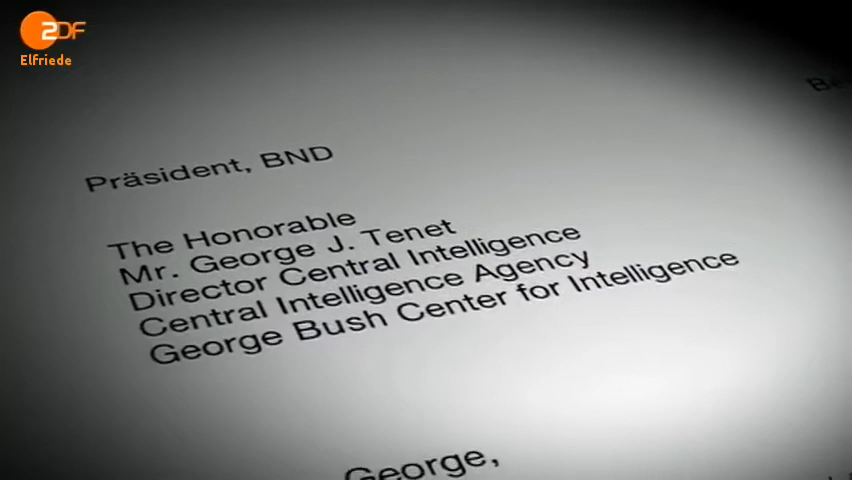 ZDF
Elfriede
Präsident, BND
The Honorable
Mr. George J. Tenet
Director Central Intelligence
Central Intelligence Agency
George Bush Center for Intelligence
George,